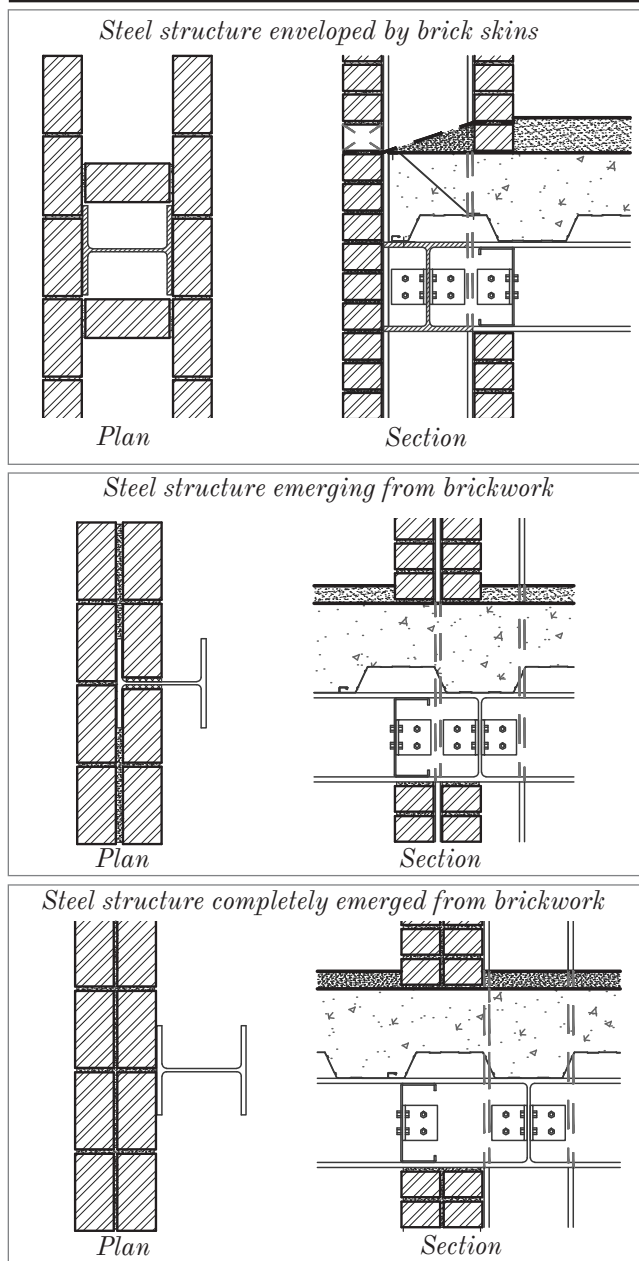 Steel structure enveloped by brick skins
Plan
Section
Steel structure emerging from brickwork
Plan
Section
Steel structure completely emerged from brickwork
Plan
Section